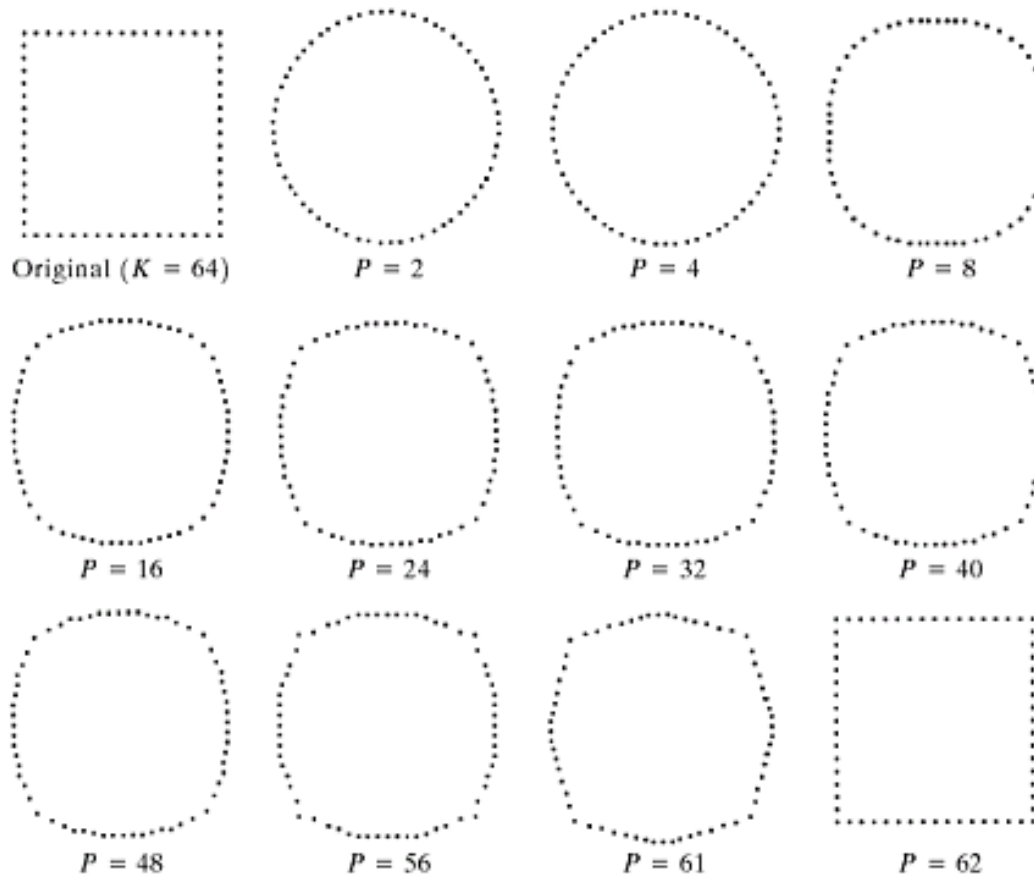 Original (K = 64)
P = 2
P = 4
P = 8
P = 16
P = 24
P = 32
P = 40
P = 48
P = 56
P = 61
P = 62